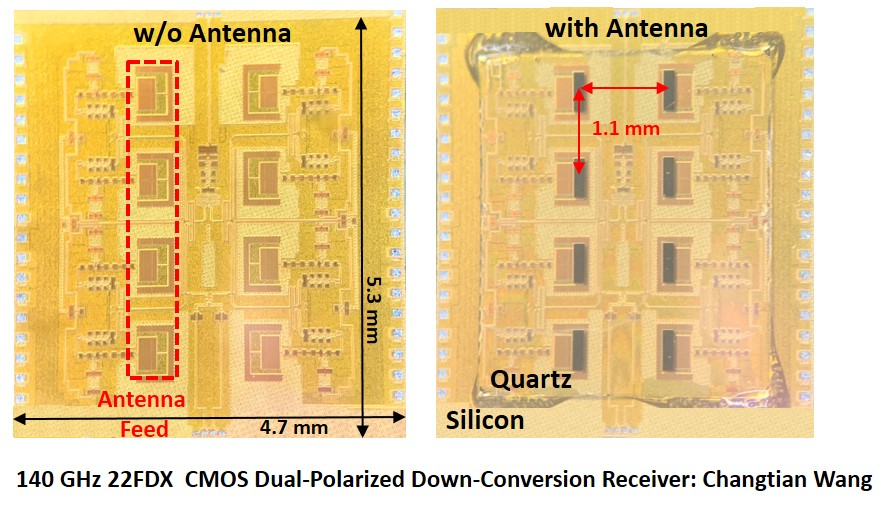 w/o Antenna
with Antenna
1.1 mm
5.3 mm
Antenna
Feed
4.7 mm
Quartz
Silicon
140 GHz 22FDX  CMOS Dual-Polarized Down-Conversion Receiver: Changtian Wang